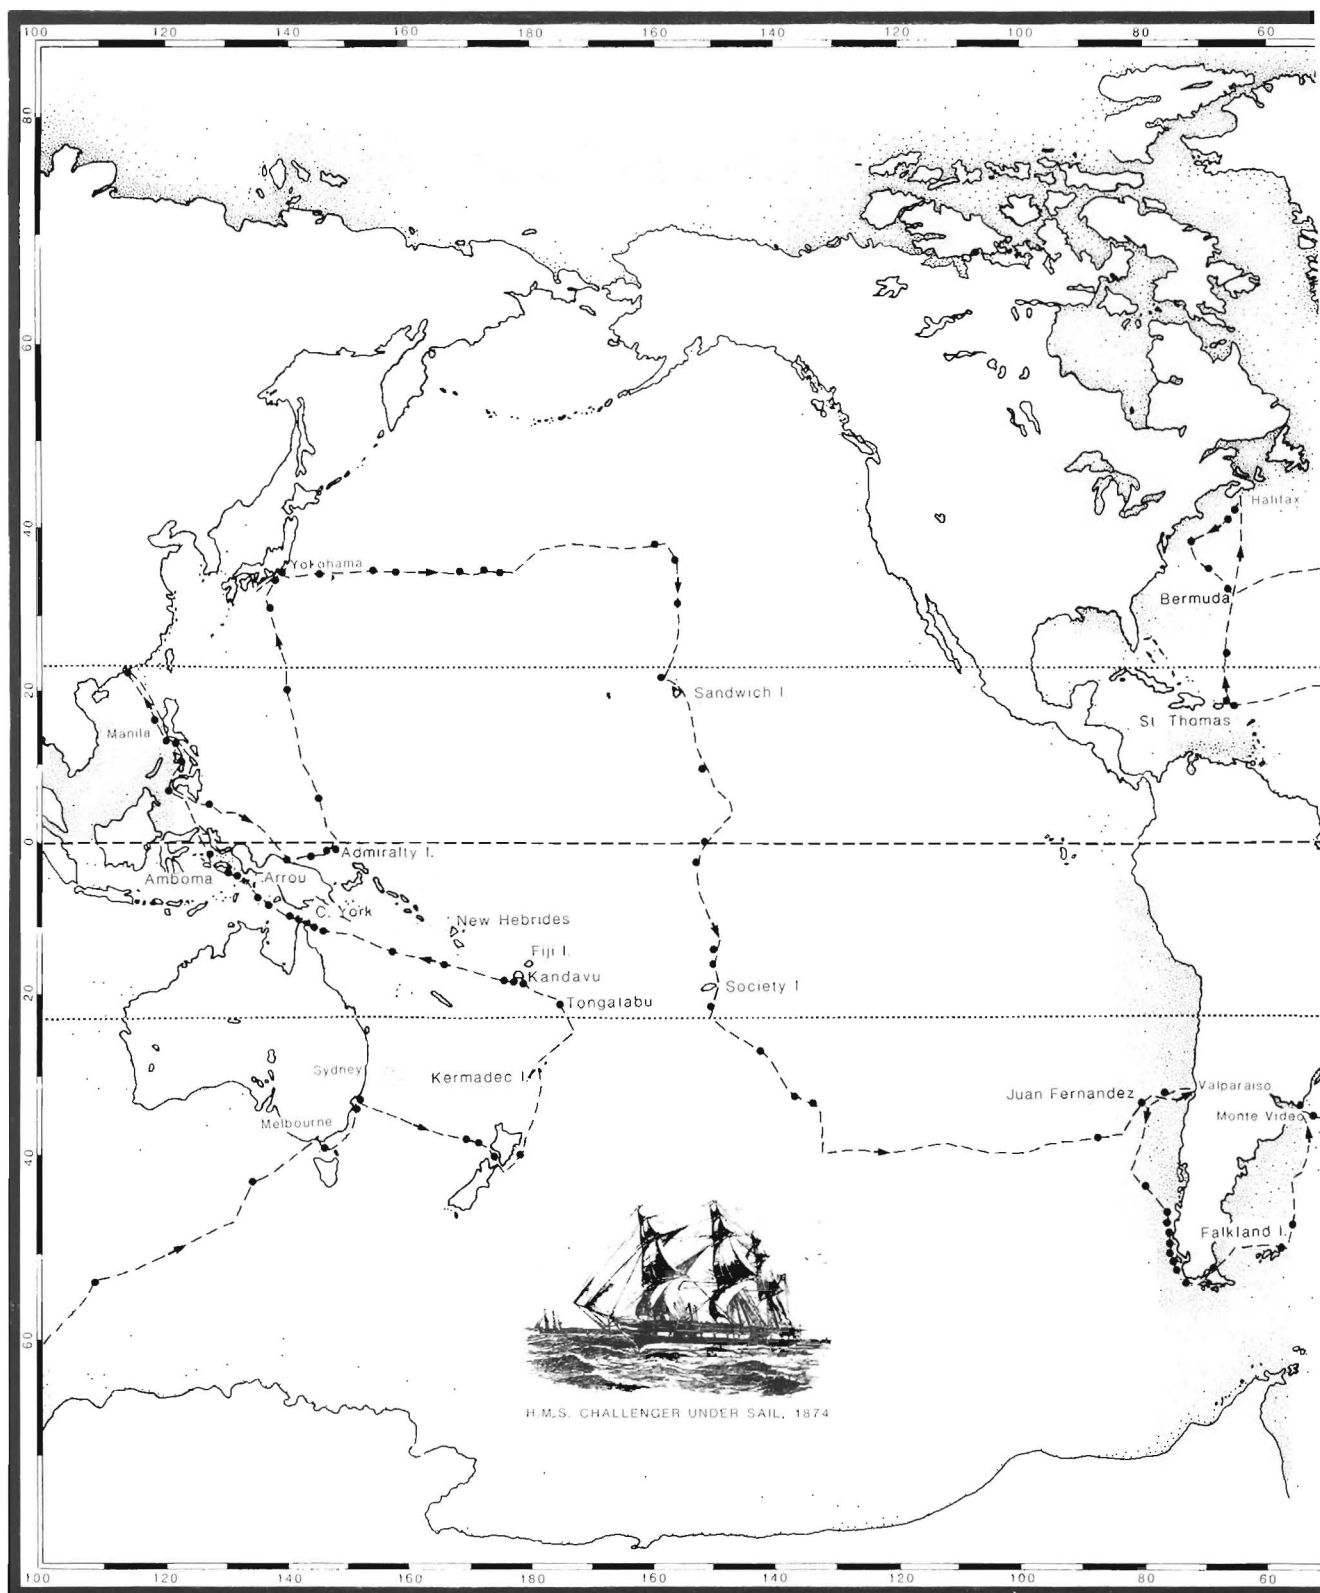 100 120 140 160 180 160 140 120 100 80 60
80
60
40
20
0
20
40
60
Halifax
Yokohama
Bermuda
Sandwich I.
St. Thomas
Manila
Admiralty I.
Amboma
Arrou
C. York
New Hebrides
Fiji I.
Kandavu
Society I
Tongalabu
Sydney
Kermadec I.
Juan Fernandez
Valparaiso
Melbourne
Monte Video
Falkland I.
H.M.S. CHALLENGER UNDER SAIL, 1874
100 120 140 160 180 160 140 120 100 80 60